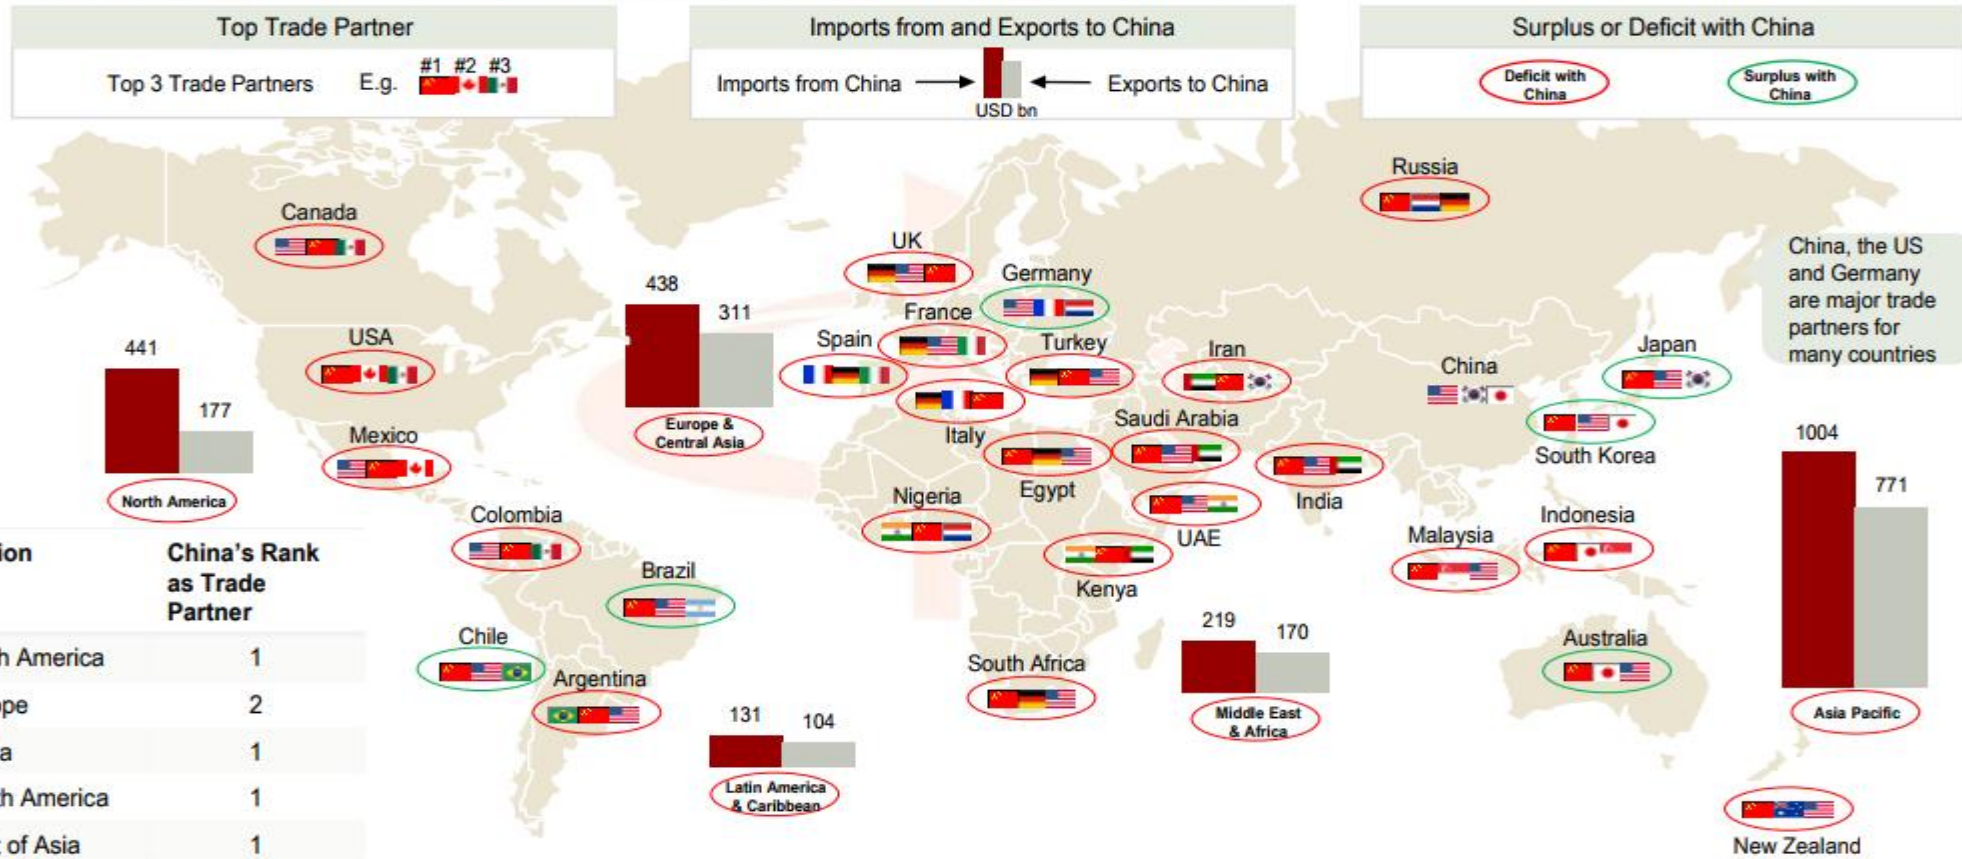 Top Trade Partner
Top 3 Trade Partners E.g. #1 #2 #3
Imports from and Exports to China
Imports from China
Exports to China
USD bn
Surplus or Deficit with China
Deficit with
China
Surplus with
China
Russia
Canada
UK
Germany
China, the US
and Germany
are major trade
partners for
many countries
438
311
France
Spain
Turkey
Iran
Japan
USA
441
China
177
Italy
Saudi Arabia
Europe &
Central Asia
Mexico
South Korea
1004
771
North America
Nigeria
Egypt
India
Colombia
UAE
Malaysia
Indonesia
Brazil
Kenya
Chile
219
170
Australia
Argentina
South Africa
131
104
Middle East
& Africa
Asia Pacific
Latin America
& Caribbean
New Zealand
China's Rank
as Trade
Partner
America 1
2
1
America 1
of Asia 1